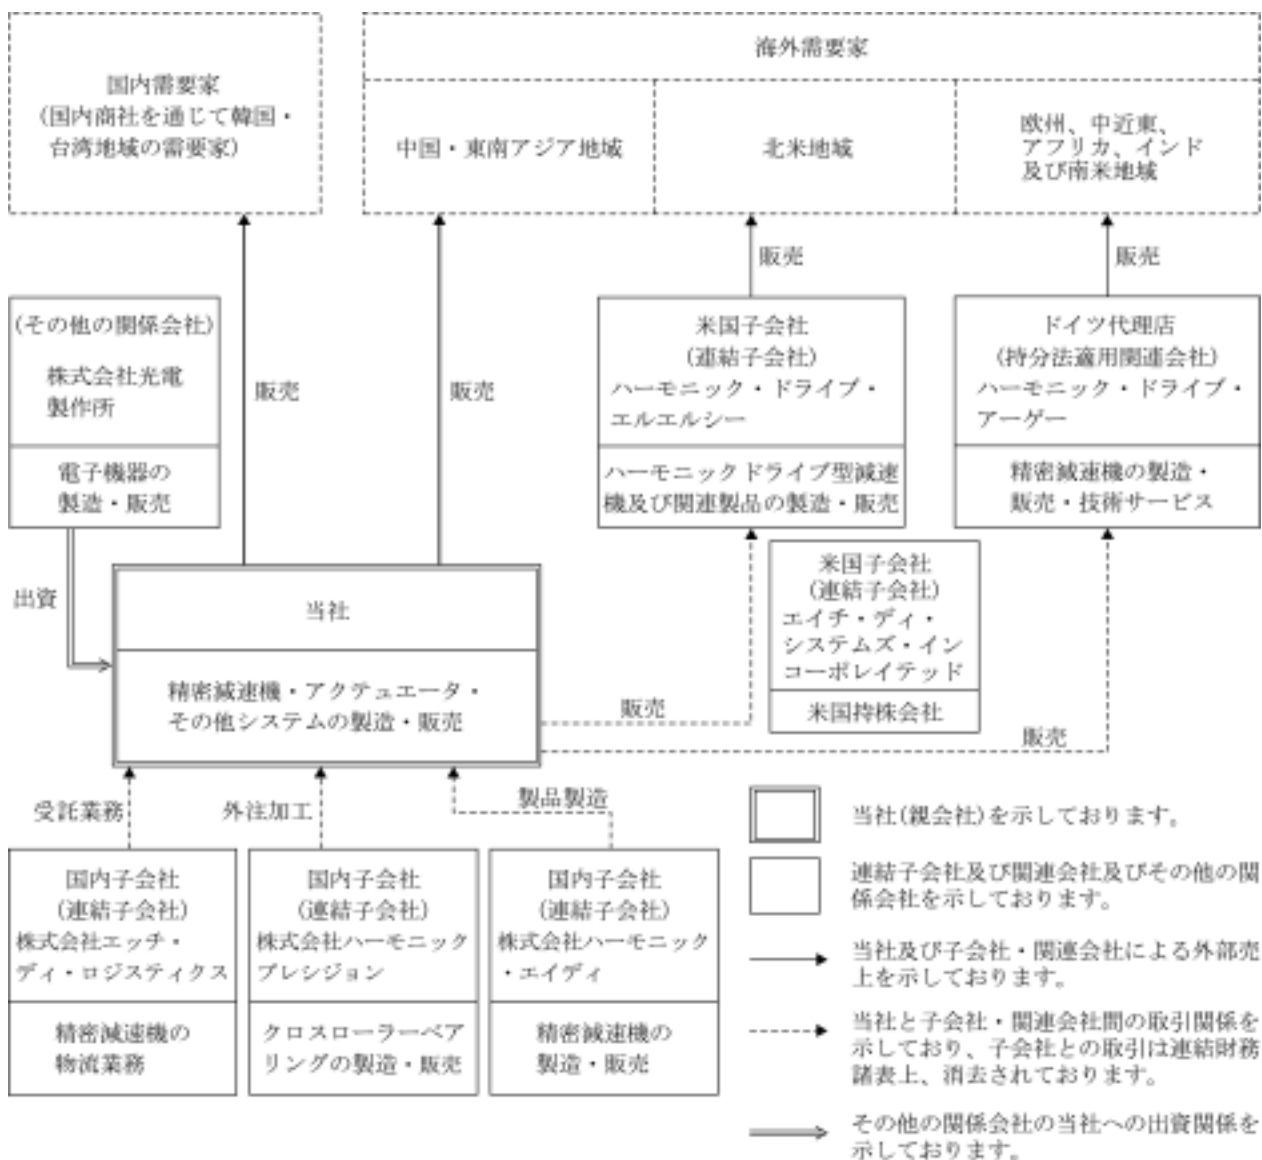 国内需要家
(国内商社を通じて韓国・
台湾地域の需要家)
海外需要家
中国・東南アジア地域
北米地域
欧州、中近東、
アフリカ、インド
及び南米地域
販売
販売
(その他の関係会社)
株式会社光電
製作所
電子機器の
製造・販売
販売
販売
米国子会社
(連結子会社)
ハーモニック・ドライブ・
エルエルシー
ハーモニックドライブ型減速
機及び関連製品の製造・販売
ドイツ代理店
(持分法適用関連会社)
ハーモニック・ドライブ・
アーゲー
精密減速機の製造・
販売・技術サービス
出資
当社
精密減速機・アクテュエータ・
その他システムの製造・販売
米国子会社
(連結子会社)
エイチ・ディ・
システムズ・イン
コーポレイテッド
米国持株会社
販売
販売
受託業務
外注加工
製品製造
国内子会社
(連結子会社)
株式会社エッチ・
ディ・ロジスティクス
精密減速機の
物流業務
国内子会社
(連結子会社)
株式会社ハーモニック
プレシジョン
クロスローラーベア
リングの製造・販売
国内子会社
(連結子会社)
株式会社ハーモニック
・エイディ
精密減速機の
製造・販売
当社(親会社)を示しております。
連結子会社及び関連会社及びその他の関
係会社を示しております。
当社及び子会社・関連会社による外部売
上を示しております。
当社と子会社・関連会社間の取引関係を
示しており、子会社との取引は連結財務
諸表上、消去されております。
その他の関係会社の当社への出資関係を
示しております。